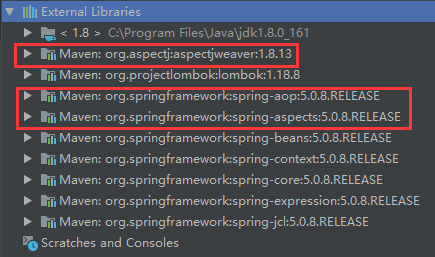 External Libraries
< 1.8 > C:\Program Files\Java\jdk1.8.0_161
Maven: org.aspectj:aspectjweaver:1.8.13
Maven: org.projectlombok:lombok:1.18.8
Maven: org.springframework:spring-aop:5.0.8.RELEASE
Maven: org.springframework:spring-aspects:5.0.8.RELEASE
Maven: org.springframework:spring-beans:5.0.8.RELEASE
Maven: org.springframework:spring-context:5.0.8.RELEASE
Maven: org.springframework:spring-core:5.0.8.RELEASE
Maven: org.springframework:spring-expression:5.0.8.RELEASE
Maven: org.springframework:spring-jcl:5.0.8.RELEASE
Scratches and Consoles